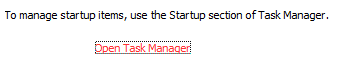 To manage startup items, use the Startup section of Task Manager.
Open Task Manager